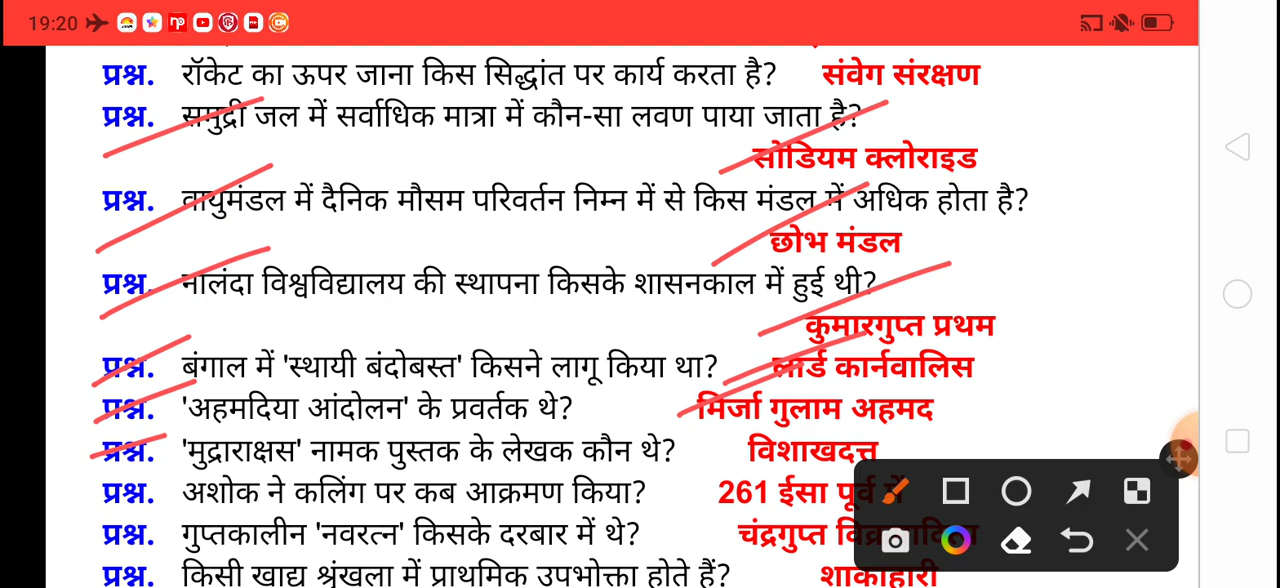 19:20
प्रश्न. रॉकेट का ऊपर जाना किस सिद्धांत पर कार्य करता है? संवेग संरक्षण
प्रश्न. समुद्री जल में सर्वाधिक मात्रा में कौन-सा लवण पाया जाता है?
सोडियम क्लोराइड
प्रश्न. वायुमंडल में दैनिक मौसम परिवर्तन निम्न में से किस मंडल में अधिक होता है?
छोभ मंडल
प्रश्न. नालंदा विश्वविद्यालय की स्थापना किसके शासनकाल में हुई थी?
कुमारगुप्त प्रथम
प्रश्न. बंगाल में 'स्थायी बंदोबस्त' किसने लागू किया था? लार्ड कार्नवालिस
प्रश्न. 'अहमदिया आंदोलन' के प्रवर्तक थे? मिर्जा गुलाम अहमद
प्रश्न. 'मुद्राराक्षस' नामक पुस्तक के लेखक कौन थे? विशाखदत्त
प्रश्न. अशोक ने कलिंग पर कब आक्रमण किया? 261 ईसा पूर्व में
प्रश्न. गुप्तकालीन 'नवरत्न' किसके दरबार में थे? चंद्रगुप्त
प्रश्न. किसी खाद्य श्रृंखला में प्राथमिक उपभोक्ता होते हैं? शाकाहारी